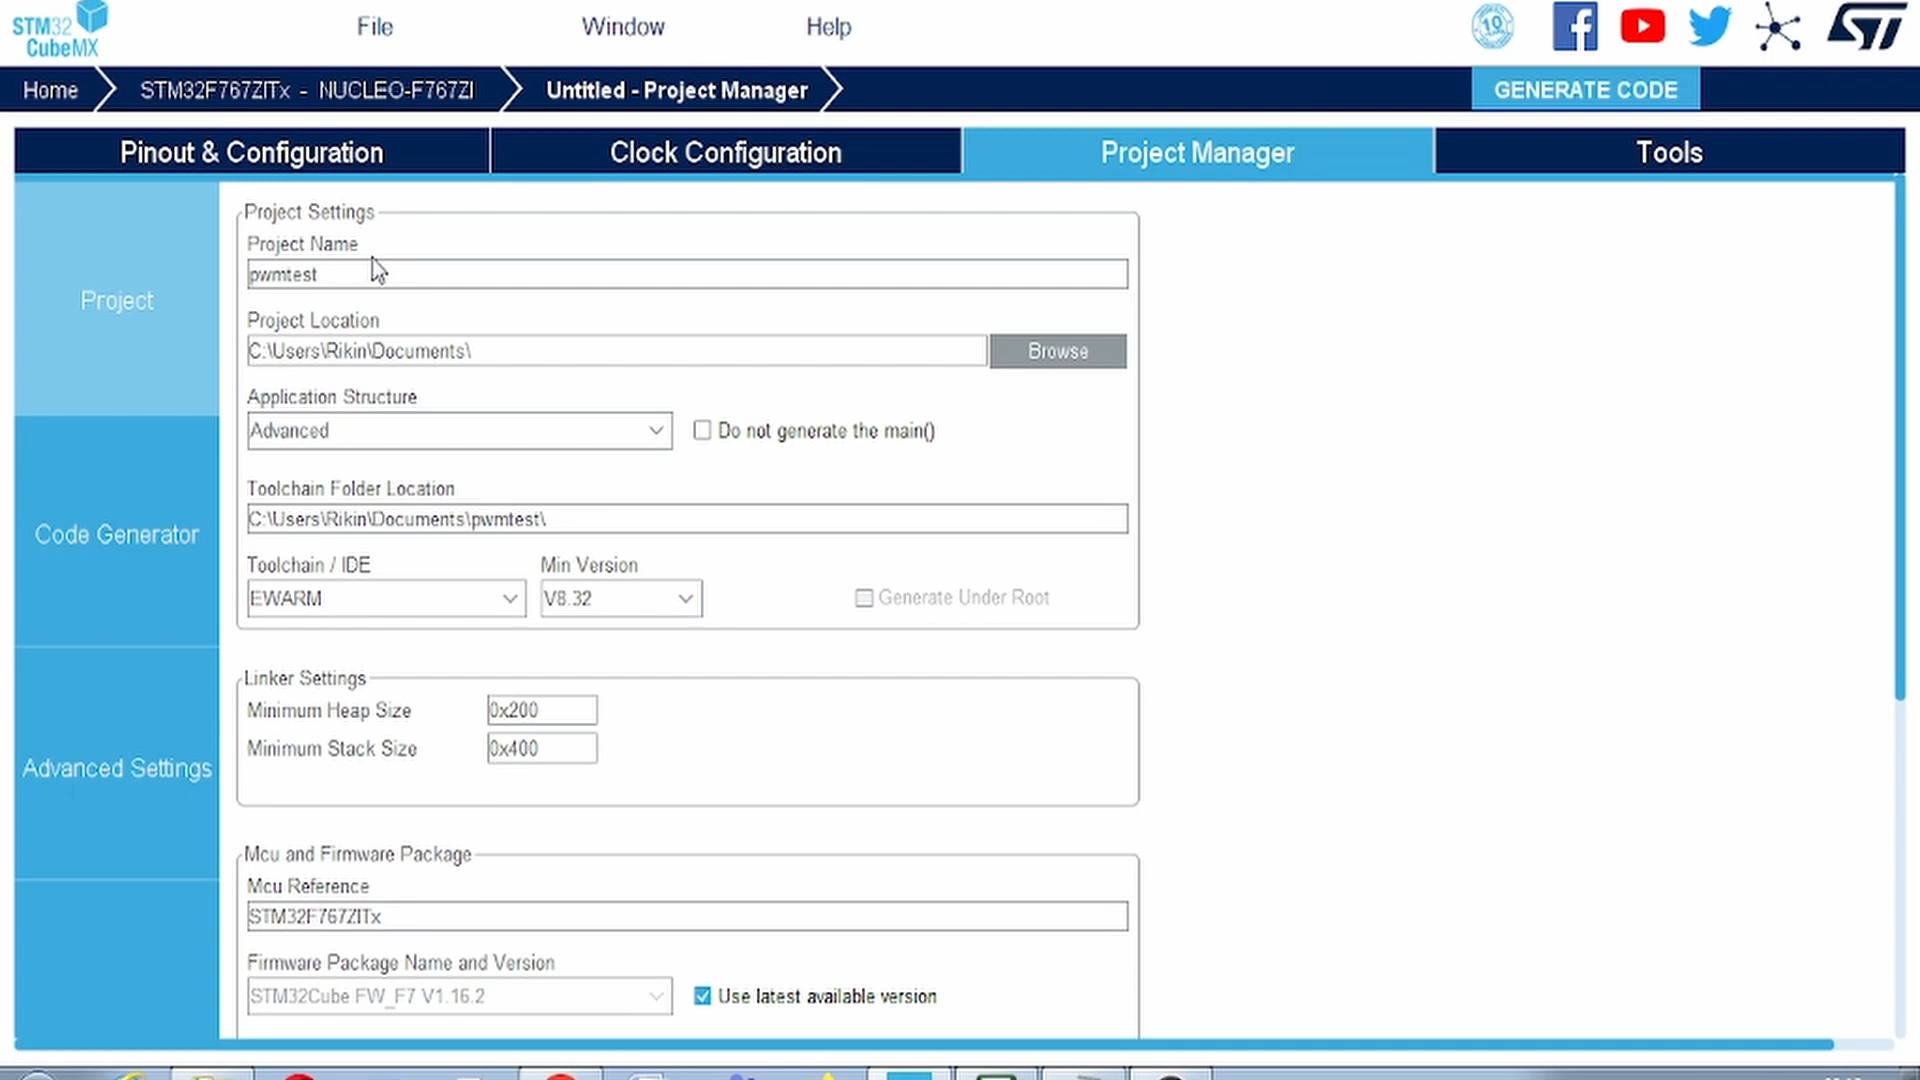 STM32
CubeMX
File
Window
Help
10
ST
Home
STM32F767ZITx - NUCLEO-F767ZI
Untitled - Project Manager
GENERATE CODE
Pinout & Configuration
Clock Configuration
Project Manager
Tools
Project
Code Generator
Advanced Settings
Project Settings
Project Name
pwmtest
Project Location
C:\Users\Rikin\Documents\
Browse
Application Structure
Advanced
Do not generate the main()
Toolchain Folder Location
C:\Users\Rikin\Documents\pwmtest\
Toolchain / IDE
Min Version
EWARM
V8.32
Generate Under Root
Linker Settings
Minimum Heap Size
0x200
Minimum Stack Size
0x400
Mcu and Firmware Package
Mcu Reference
STM32F767ZITx
Firmware Package Name and Version
STM32Cube FW_F7 V1.16.2
Use latest available version